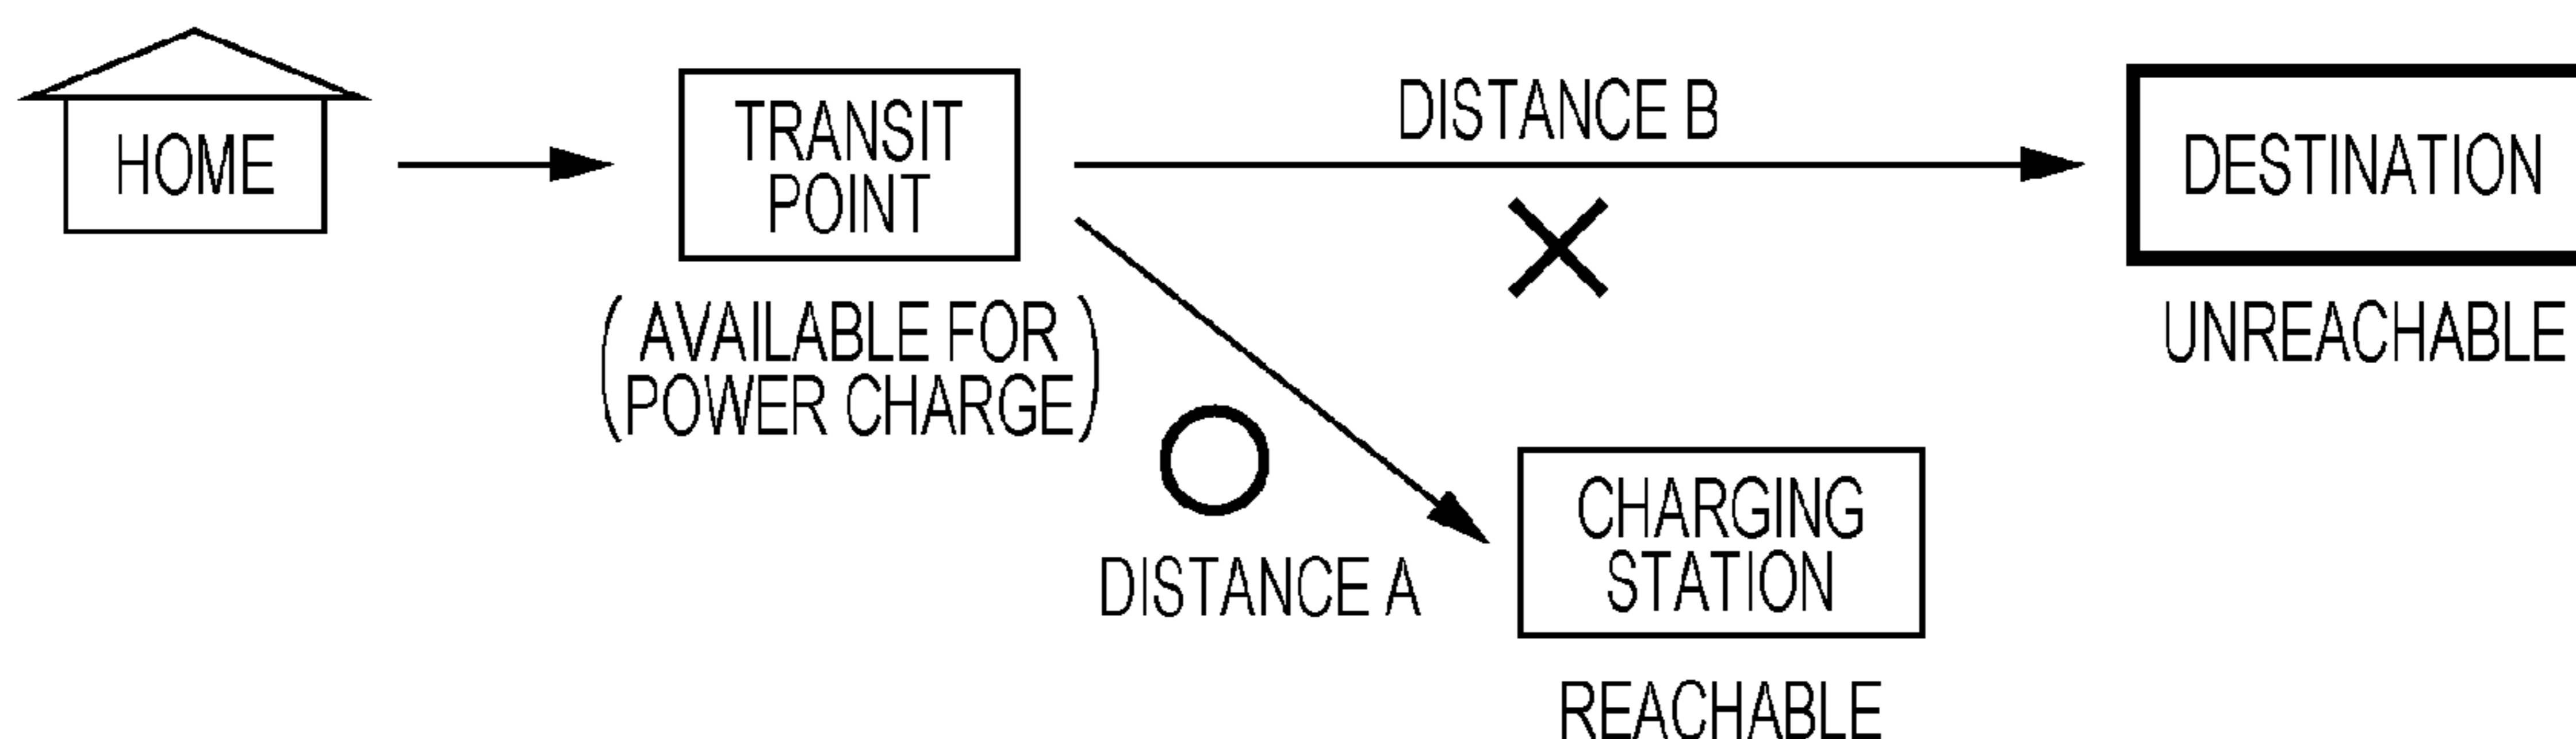 HOME
TRANSIT
POINT
(AVAILABLE FOR
POWER CHARGE)
DISTANCE B
DESTINATION
UNREACHABLE
DISTANCE A
CHARGING
STATION
REACHABLE